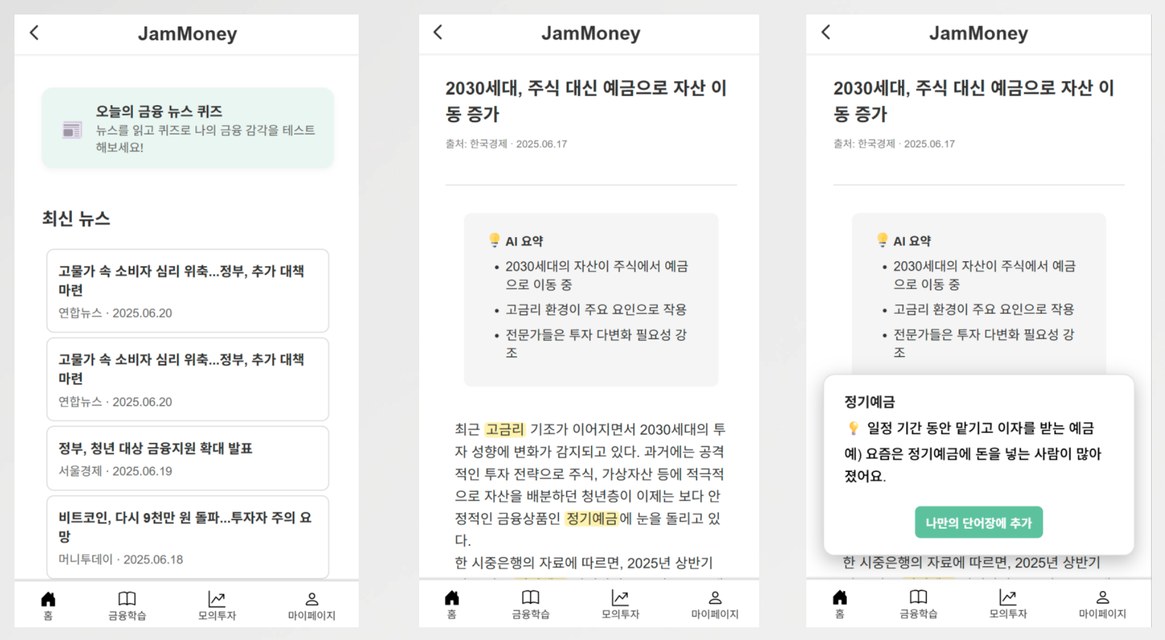 JamMoney
오늘의 금융 뉴스 퀴즈
뉴스를 읽고 퀴즈로 나의 금융 감각을 테스트
해보세요!
최신 뉴스
고물가 속 소비자 심리 위축...정부, 추가 대책
마련
연합뉴스 · 2025.06.20
고물가 속 소비자 심리 위축...정부, 추가 대책
마련
연합뉴스 · 2025.06.20
정부, 청년 대상 금융지원 확대 발표
서울경제 · 2025.06.19
비트코인, 다시 9천만 원 돌파...투자자 주의 요
망
머니투데이 · 2025.06.18
홈 금융학습 모의투자 마이페이지
JamMoney
2030세대, 주식 대신 예금으로 자산 이
동 증가
출처: 한국경제 · 2025.06.17
AI 요약
• 2030세대의 자산이 주식에서 예금
으로 이동 중
• 고금리 환경이 주요 요인으로 작용
• 전문가들은 투자 다변화 필요성 강
조
최근 고금리 기조가 이어지면서 2030세대의 투
자 성향에 변화가 감지되고 있다. 과거에는 공격
적인 투자 전략으로 주식, 가상자산 등에 적극적
으로 자산을 배분하던 청년층이 이제는 보다 안
정적인 금융상품인 정기예금에 눈을 돌리고 있
다.
한 시중은행의 자료에 따르면, 2025년 상반기
홈 금융학습 모의투자 마이페이지
JamMoney
2030세대, 주식 대신 예금으로 자산 이
동 증가
출처: 한국경제 · 2025.06.17
AI 요약
• 2030세대의 자산이 주식에서 예금
으로 이동 중
• 고금리 환경이 주요 요인으로 작용
• 전문가들은 투자 다변화 필요성 강
조
정기예금
일정 기간 동안 맡기고 이자를 받는 예금
예) 요즘은 정기예금에 돈을 넣는 사람이 많아
졌어요.
나만의 단어장에 추가
한 시중은행의 자료에 따르면, 2025년 상반기
홈 금융학습 모의투자 마이페이지